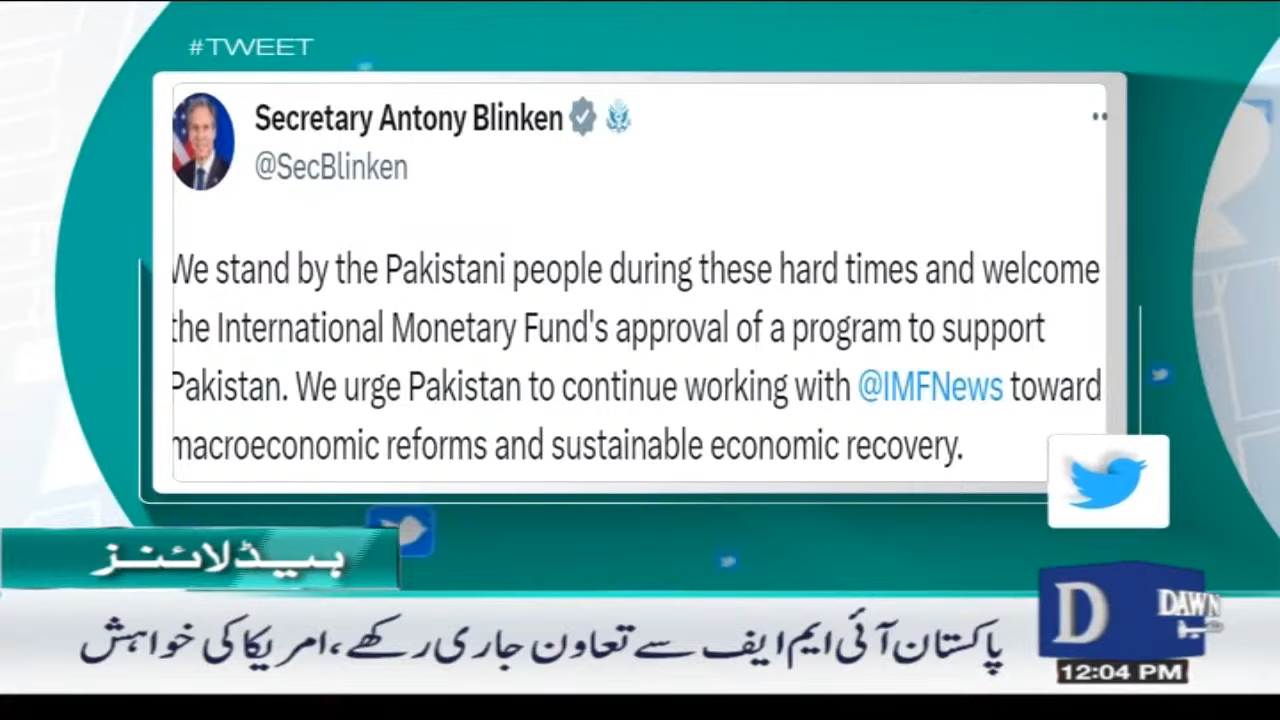 #TWEET
Secretary Antony Blinken
@SecBlinken
We stand by the Pakistani people during these hard times and welcome
the International Monetary Fund's approval of a program to support
Pakistan. We urge Pakistan to continue working with @IMFNews toward
macroeconomic reforms and sustainable economic recovery.
ہیڈلائنز
پاکستان آئی ایم ایف سے تعاون جاری رکھے، امریکا کی خواہش
D DAWN
نیوز
12:04 PM